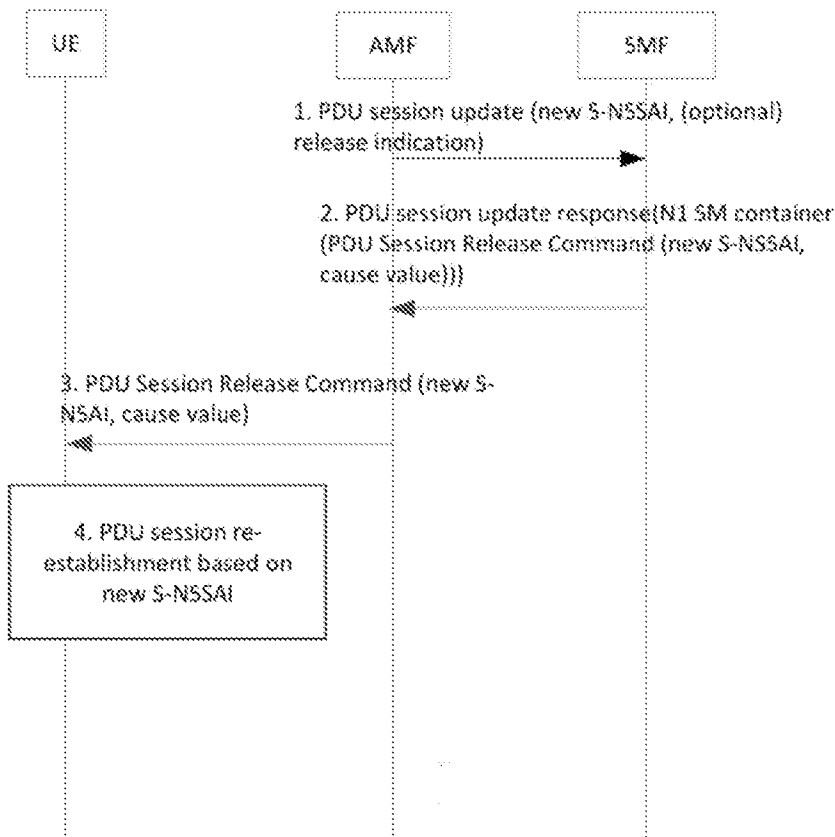 UE
AMF
SMF
1. PDU session update (new S-NSSAI, (optional)
release indication)
2. PDU session update response(N1 SM container
(PDU Session Release Command (new S-NSSAI,
cause value)))
3. PDU Session Release Command (new S-
NSAI, cause value)
4. PDU session re-
establishment based on
new S-NSSAI